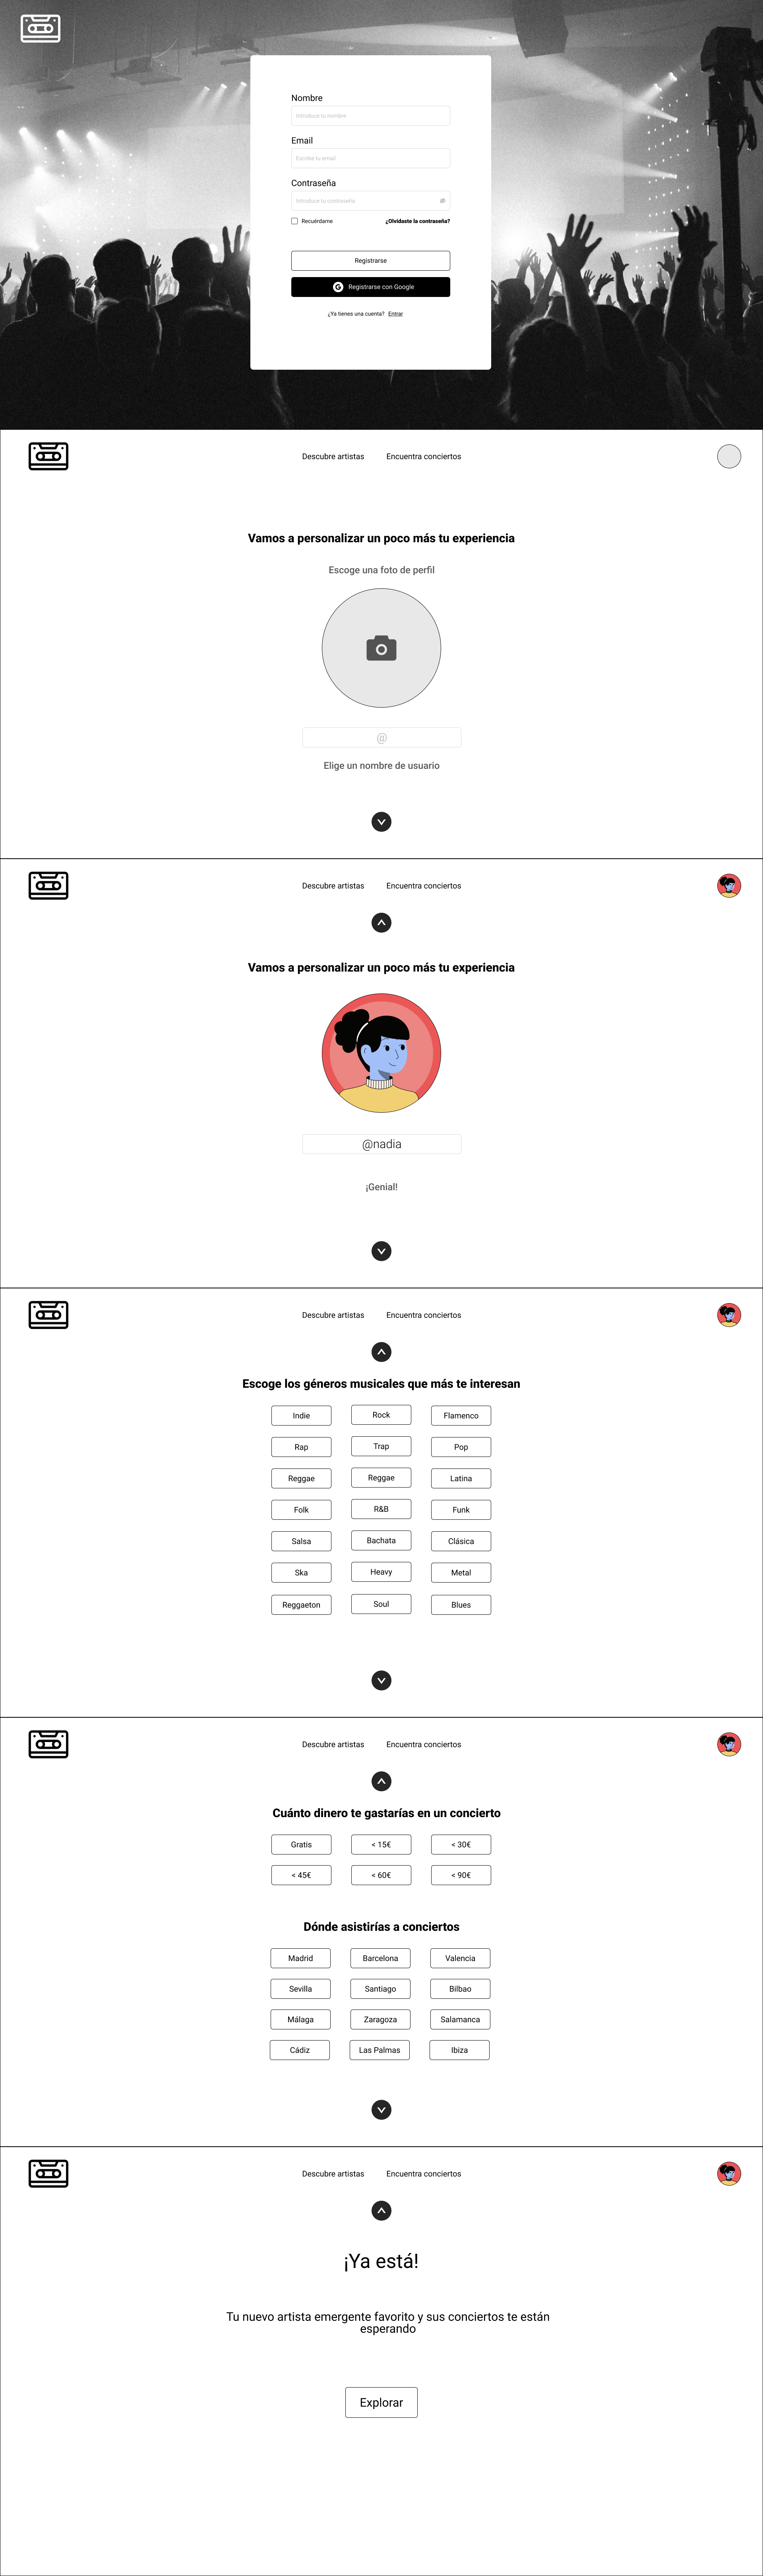 Nombre
Introduce tu nombre
Email
Escribe tu email
Contraseña
Introduce tu contraseña
Recuérdame ¿Olvidaste la contraseña?
Registrarse
Registrarse con Google
¿Ya tienes una cuenta? Entrar
Descubre artistas Encuentra conciertos
Vamos a personalizar un poco más tu experiencia
Escoge una foto de perfil
@
Elige un nombre de usuario
Descubre artistas Encuentra conciertos
Vamos a personalizar un poco más tu experiencia
@nadia
¡Genial!
Descubre artistas Encuentra conciertos
Escoge los géneros musicales que más te interesan
Indie Rock Flamenco
Rap Trap Pop
Reggae Reggae Latina
Folk R&B Funk
Salsa Bachata Clásica
Ska Heavy Metal
Reggaeton Soul Blues
Descubre artistas Encuentra conciertos
Cuánto dinero te gastarías en un concierto
Gratis < 15€ < 30€
< 45€ < 60€ < 90€
Dónde asistirías a conciertos
Madrid Barcelona Valencia
Sevilla Santiago Bilbao
Málaga Zaragoza Salamanca
Cádiz Las Palmas Ibiza
Descubre artistas Encuentra conciertos
¡Ya está!
Tu nuevo artista emergente favorito y sus conciertos te están
esperando
Explorar